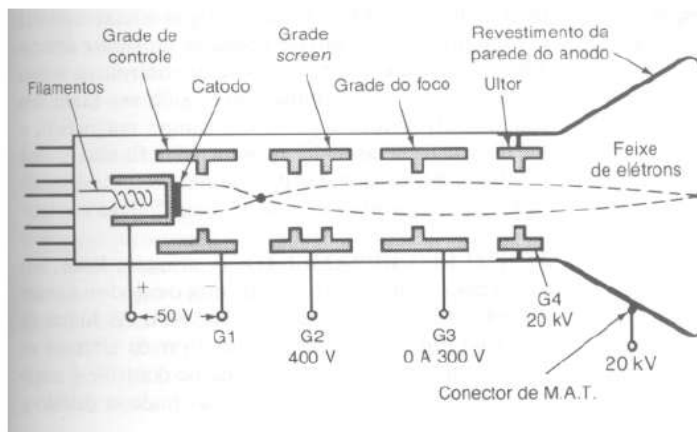 Grade de
controle
Grade
screen
Revestimento da
parede do anodo
Filamentos
Catodo
Grade do foco
Ultor
Feixe
de elétrons
+
50 V
G1
G2
400 V
G3
0 A 300 V
G4
20 kV
20 kV
Conector de M.A.T.